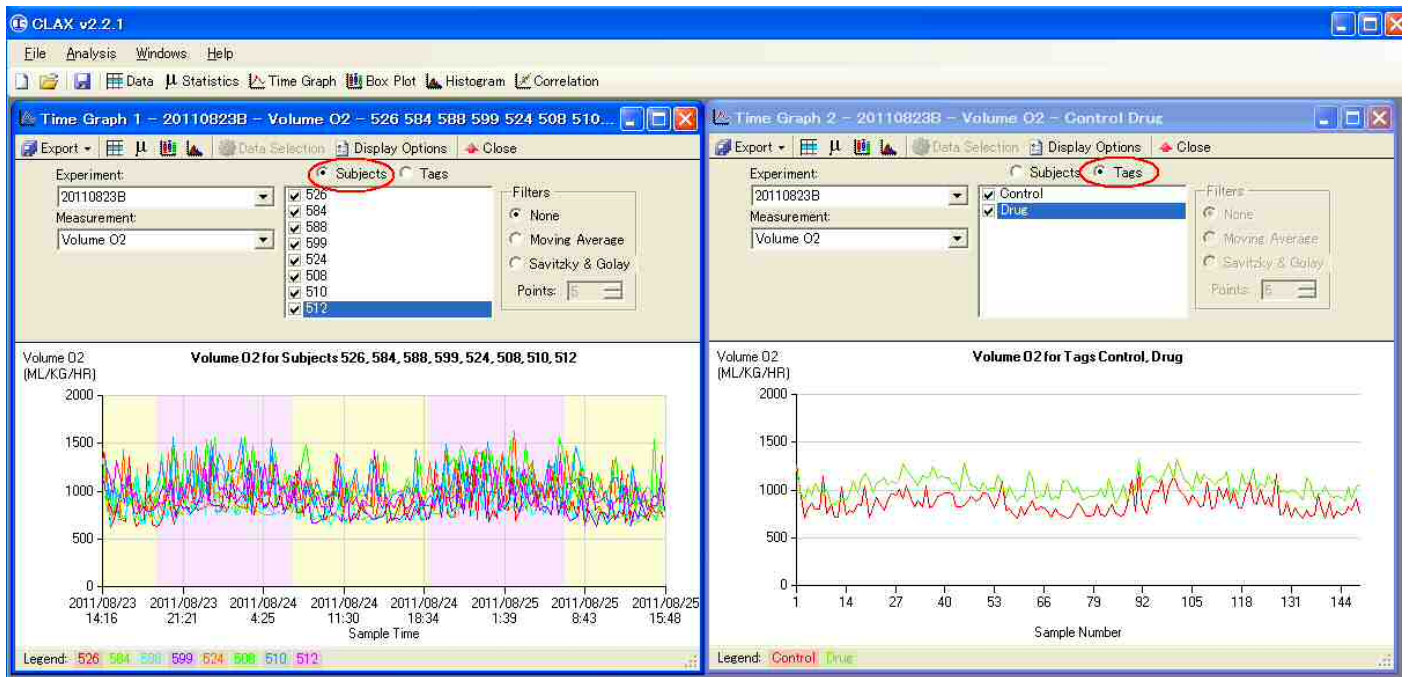 CLAX v2.2.1
File Analysis Windows Help
Data μ Statistics Time Graph Box Plot Histogram Correlation
Time Graph 1 - 20110823B - Volume O2 - 526 584 588 599 524 508 510...
Export μ Data Selection Display Options Close
Experiment:
20110823B
Measurement:
Volume O2
Subjects Tags
526
584
588
599
524
508
510
512
Filters
None
Moving Average
Savitzky & Golay
Points: 5
Volume O2
(ML/KG/HR)
Volume O2 for Subjects 526, 584, 588, 599, 524, 508, 510, 512
2000
1500
1000
500
0
2011/08/23 2011/08/23 2011/08/24 2011/08/24 2011/08/24 2011/08/25 2011/08/25 2011/08/25
14:16 21:21 4:25 11:30 18:34 1:39 8:43 15:48
Sample Time
Legend: 526 584 588 599 524 508 510 512
Time Graph 2 - 20110823B - Volume O2 - Control Drug
Export μ Data Selection Display Options Close
Experiment:
20110823B
Measurement:
Volume O2
Subjects Tags
Control
Drug
Filters
None
Moving Average
Savitzky & Golay
Points: 5
Volume O2
(ML/KG/HR)
Volume O2 for Tags Control, Drug
2000
1500
1000
500
0
1 14 27 40 53 66 79 92 105 118 131 144
Sample Number
Legend: Control Drug